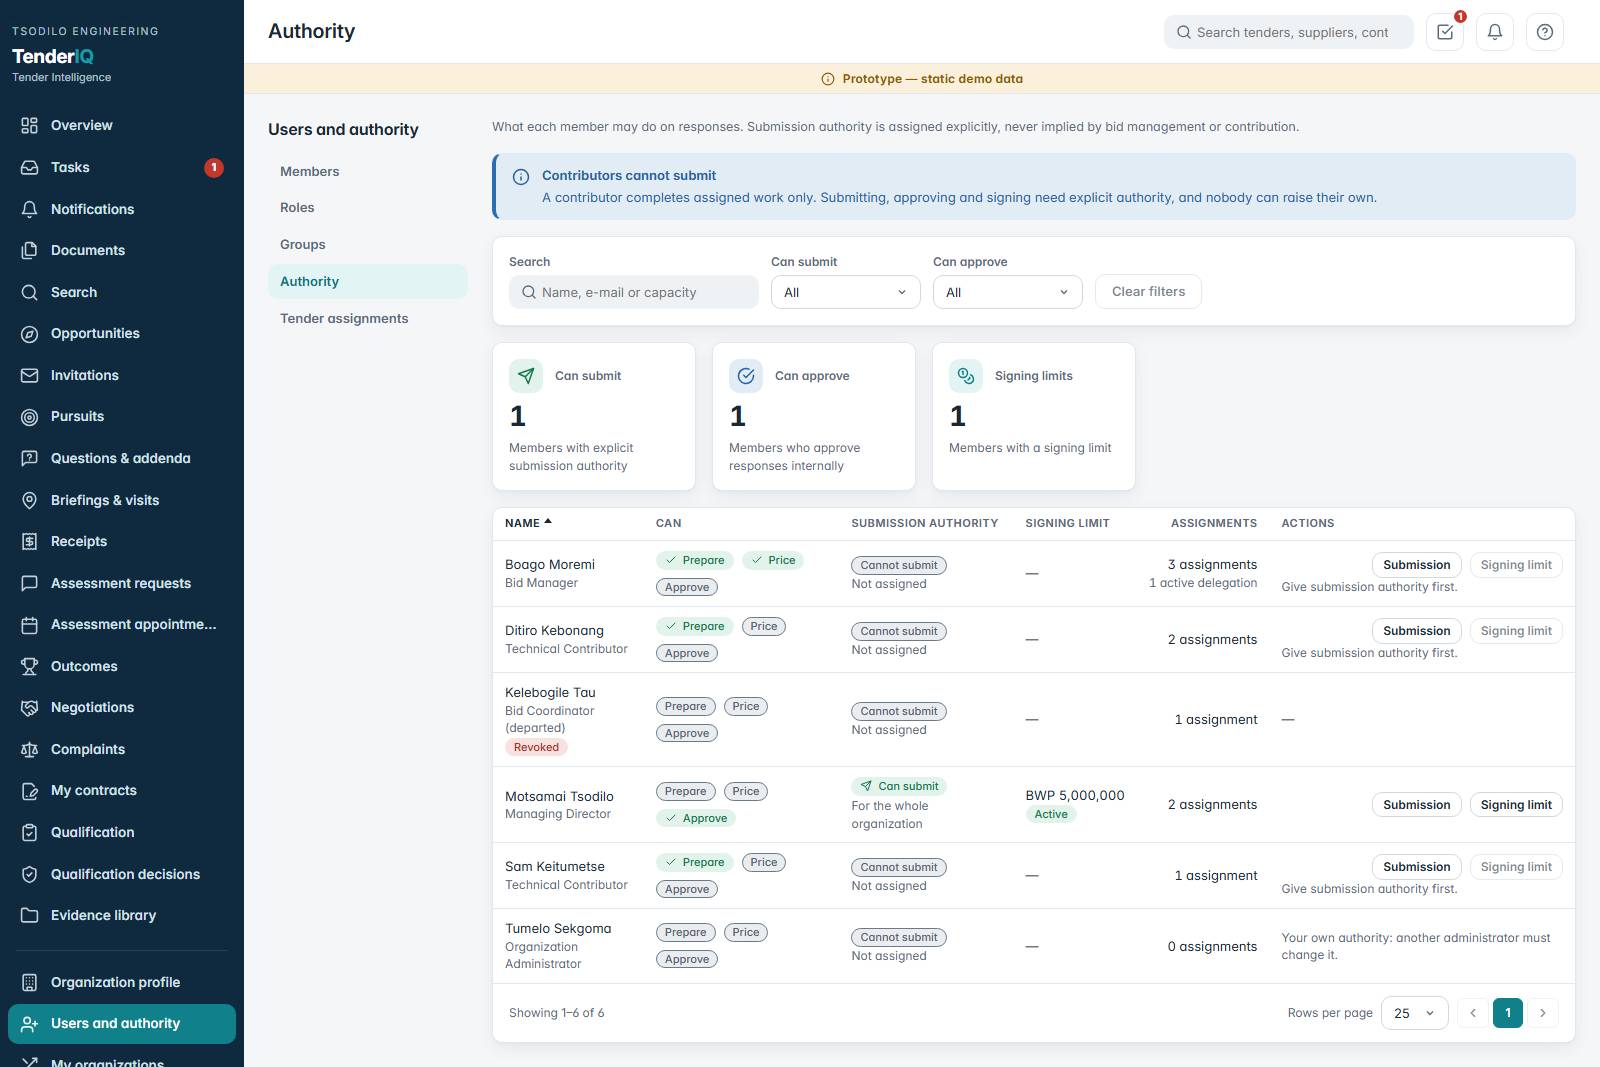 TSODILO ENGINEERING
TenderIQ
Tender Intelligence
Overview
Tasks 1
Notifications
Documents
Search
Opportunities
Invitations
Pursuits
Questions & addenda
Briefings & visits
Receipts
Assessment requests
Assessment appointme...
Outcomes
Negotiations
Complaints
My contracts
Qualification
Qualification decisions
Evidence library
Organization profile
Users and authority
My organizations
Authority
Search tenders, suppliers, cont
1
Prototype — static demo data
Users and authority
Members
Roles
Groups
Authority
Tender assignments
What each member may do on responses. Submission authority is assigned explicitly, never implied by bid management or contribution.
Contributors cannot submit
A contributor completes assigned work only. Submitting, approving and signing need explicit authority, and nobody can raise their own.
Search Can submit Can approve
Name, e-mail or capacity All All Clear filters
Can submit
1
Members with explicit
submission authority
Can approve
1
Members who approve
responses internally
Signing limits
1
Members with a signing limit
NAME CAN SUBMISSION AUTHORITY SIGNING LIMIT ASSIGNMENTS ACTIONS
Boago Moremi
Bid Manager
Prepare Price
Approve
Cannot submit
Not assigned
—
3 assignments
1 active delegation
Submission Signing limit
Give submission authority first.
Ditiro Kebonang
Technical Contributor
Prepare Price
Approve
Cannot submit
Not assigned
—
2 assignments
Submission Signing limit
Give submission authority first.
Kelebogile Tau
Bid Coordinator
(departed)
Revoked
Prepare Price
Approve
Cannot submit
Not assigned
—
1 assignment
—
Motsamai Tsodilo
Managing Director
Prepare Price
Approve
Can submit
For the whole
organization
BWP 5,000,000
Active
2 assignments
Submission Signing limit
Sam Keitumetse
Technical Contributor
Prepare Price
Approve
Cannot submit
Not assigned
—
1 assignment
Submission Signing limit
Give submission authority first.
Tumelo Sekgoma
Organization
Administrator
Prepare Price
Approve
Cannot submit
Not assigned
—
0 assignments
Your own authority: another administrator must
change it.
Showing 1–6 of 6
Rows per page 25 1